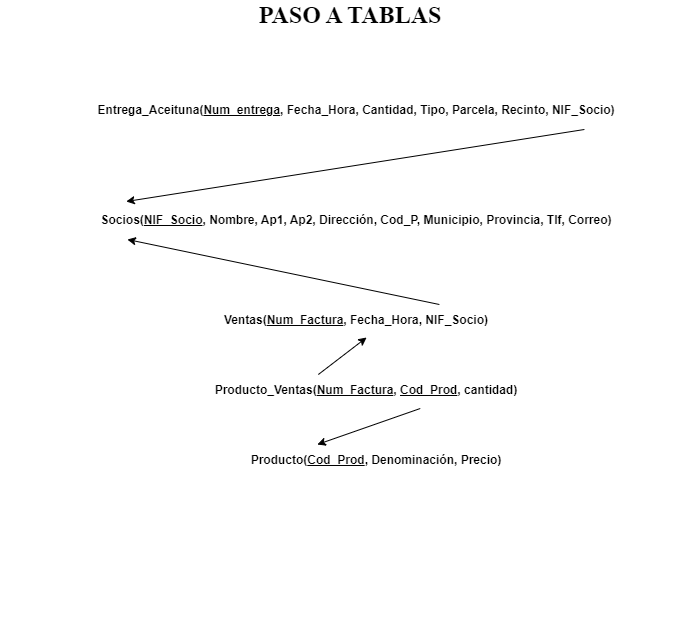 PASO A TABLAS
Entrega_Aceituna(Num_entrega, Fecha_Hora, Cantidad, Tipo, Parcela, Recinto, NIF_Socio)
Socios(NIF_Socio, Nombre, Ap1, Ap2, Dirección, Cod_P, Municipio, Provincia, Tlf, Correo)
Ventas(Num_Factura, Fecha_Hora, NIF_Socio)
Producto_Ventas(Num_Factura, Cod_Prod, cantidad)
Producto(Cod_Prod, Denominación, Precio)